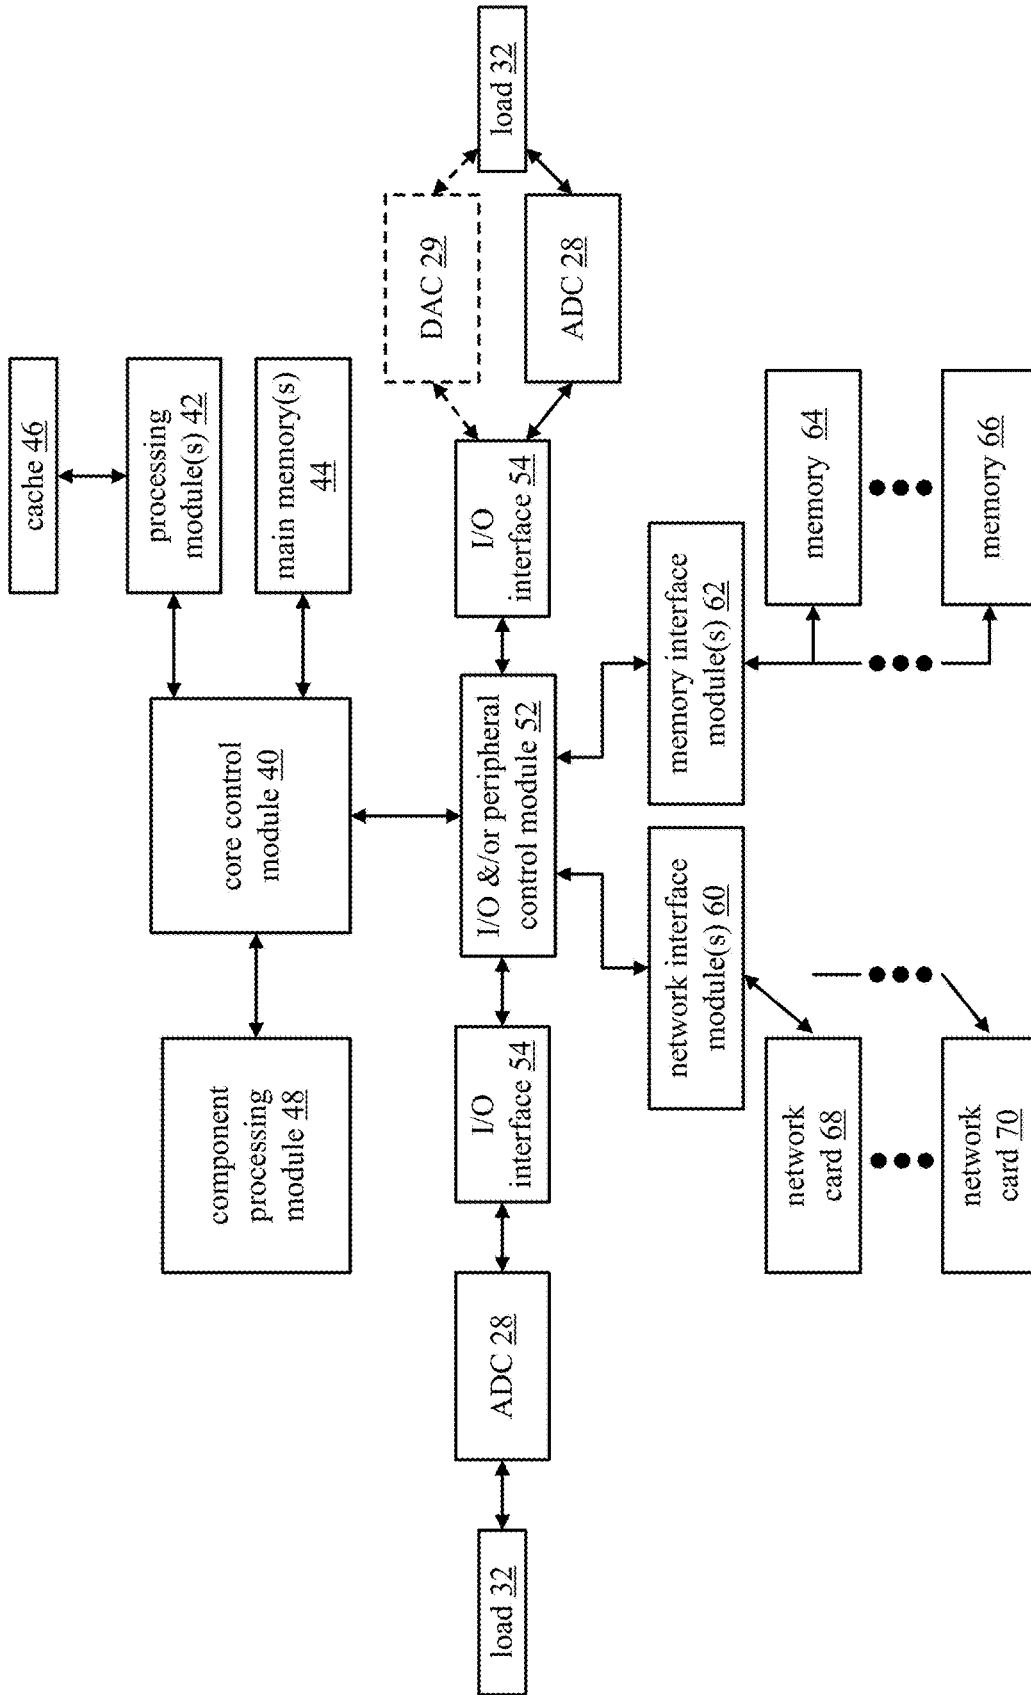 cache 46
component
processing
module 48
core control
module 40
processing
module(s) 42
main memory(s)
44
DAC 29
load 32
ADC 28
I/O
interface 54
I/O &/or peripheral
control module 52
I/O
interface 54
load 32
ADC 28
network interface
module(s) 60
memory interface
module(s) 62
network
card 68
memory 64
network
card 70
memory 66